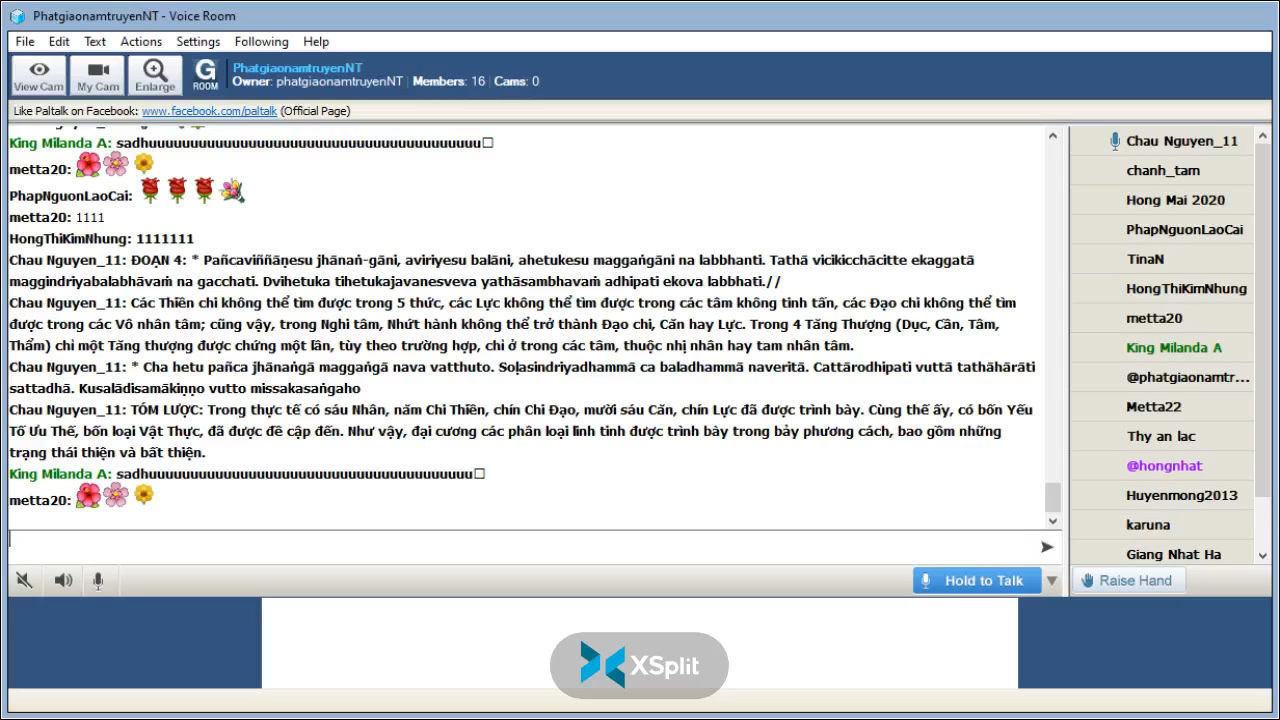 PhatgiaonamtruyenNT - Voice Room
File Edit Text Actions Settings Following Help
View Cam My Cam Enlarge G ROOM
PhatgiaonamtruyenNT
Owner: phatgiaonamtruyenNT | Members: 16 | Cams: 0
Like Paltalk on Facebook: www.facebook.com/paltalk (Official Page)
King Milanda A: sadhuuuuuuuuuuuuuuuuuuuuuuuuuuuuuuuuuuuuuuu□
metta20:
PhapNguonLaoCai:
metta20: 1111
HongThiKimNhung: 1111111
Chau Nguyen_11: ĐOẠN 4: * Pañcaviññāṇesu jhānaṅ-gāni, aviriyesu balāni, ahetukesu maggaṅgāni na labbhanti. Tathā vicikicchācitte ekaggatā
maggindriyabalabhāvaṁ na gacchati. Dvihetuka tihetukajavanesveva yathāsambhavaṁ adhipati ekova labbhati.//
Chau Nguyen_11: Các Thiền chi không thể tìm được trong 5 thức, các Lực không thể tìm được trong các tâm không tinh tấn, các Đạo chi không thể tìm
được trong các Vô nhân tâm; cũng vậy, trong Nghi tâm, Nhứt hành không thể trở thành Đạo chi, Căn hay Lực. Trong 4 Tăng Thượng (Dục, Cần, Tâm,
Thẩm) chỉ một Tăng thượng được chứng một lần, tùy theo trường hợp, chỉ ở trong các tâm, thuộc nhị nhân hay tam nhân tâm.
Chau Nguyen_11: * Cha hetu pañca jhānaṅgā maggaṅgā nava vatthuto. Soḷasindriyadhammā ca baladhammā naveritā. Cattārodhipati vuttā tathāhārāti
sattadhā. Kusalādisamākiṇṇo vutto missakasaṅgaho
Chau Nguyen_11: TÓM LƯỢC: Trong thực tế có sáu Nhân, năm Chi Thiền, chín Chi Đạo, mười sáu Căn, chín Lực đã được trình bày. Cùng thế ấy, có bốn Yếu
Tố Ưu Thế, bốn loại Vật Thực, đã được đề cập đến. Như vậy, đại cương các phân loại linh tinh được trình bày trong bảy phương cách, bao gồm những
trạng thái thiện và bất thiện.
King Milanda A: sadhuuuuuuuuuuuuuuuuuuuuuuuuuuuuuuuuuuuuuu□
metta20:
Chau Nguyen_11
chanh_tam
Hong Mai 2020
PhapNguonLaoCai
TinaN
HongThiKimNhung
metta20
King Milanda A
@phatgiaonamtr...
Metta22
Thy an lac
@hongnhat
Huyenmong2013
karuna
Giang Nhat Ha
Hold to Talk
Raise Hand
XSplit